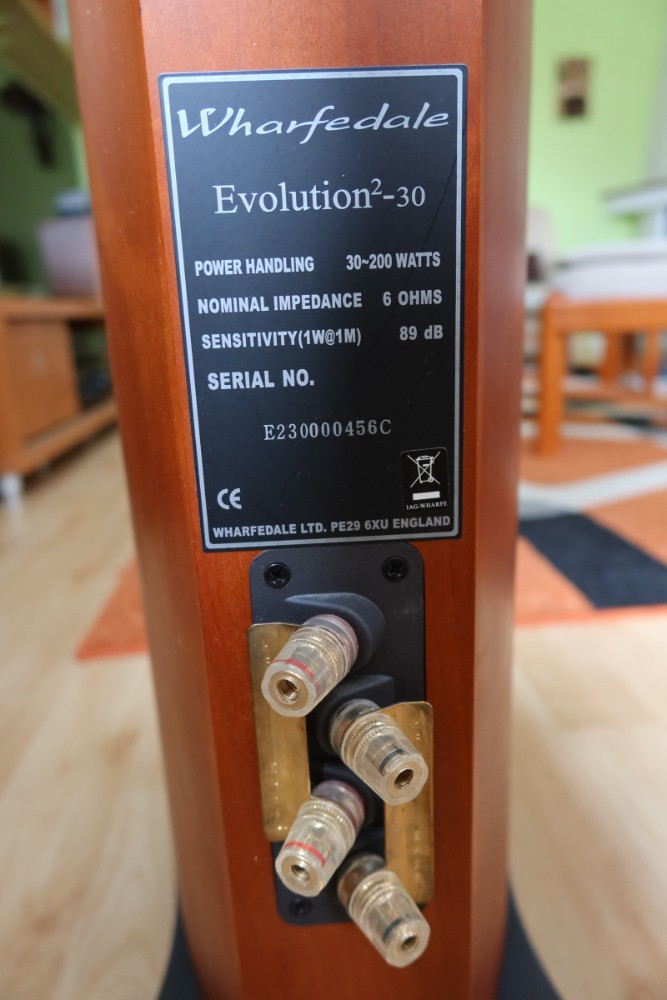 Wharfedale
Evolution²-30
POWER HANDLING 30~200 WATTS
NOMINAL IMPEDANCE 6 OHMS
SENSITIVITY(1W@1M) 89 dB
SERIAL NO.
E230000456C
CE
IAG-WHARFE
WHARFEDALE LTD. PE29 6XU ENGLAND